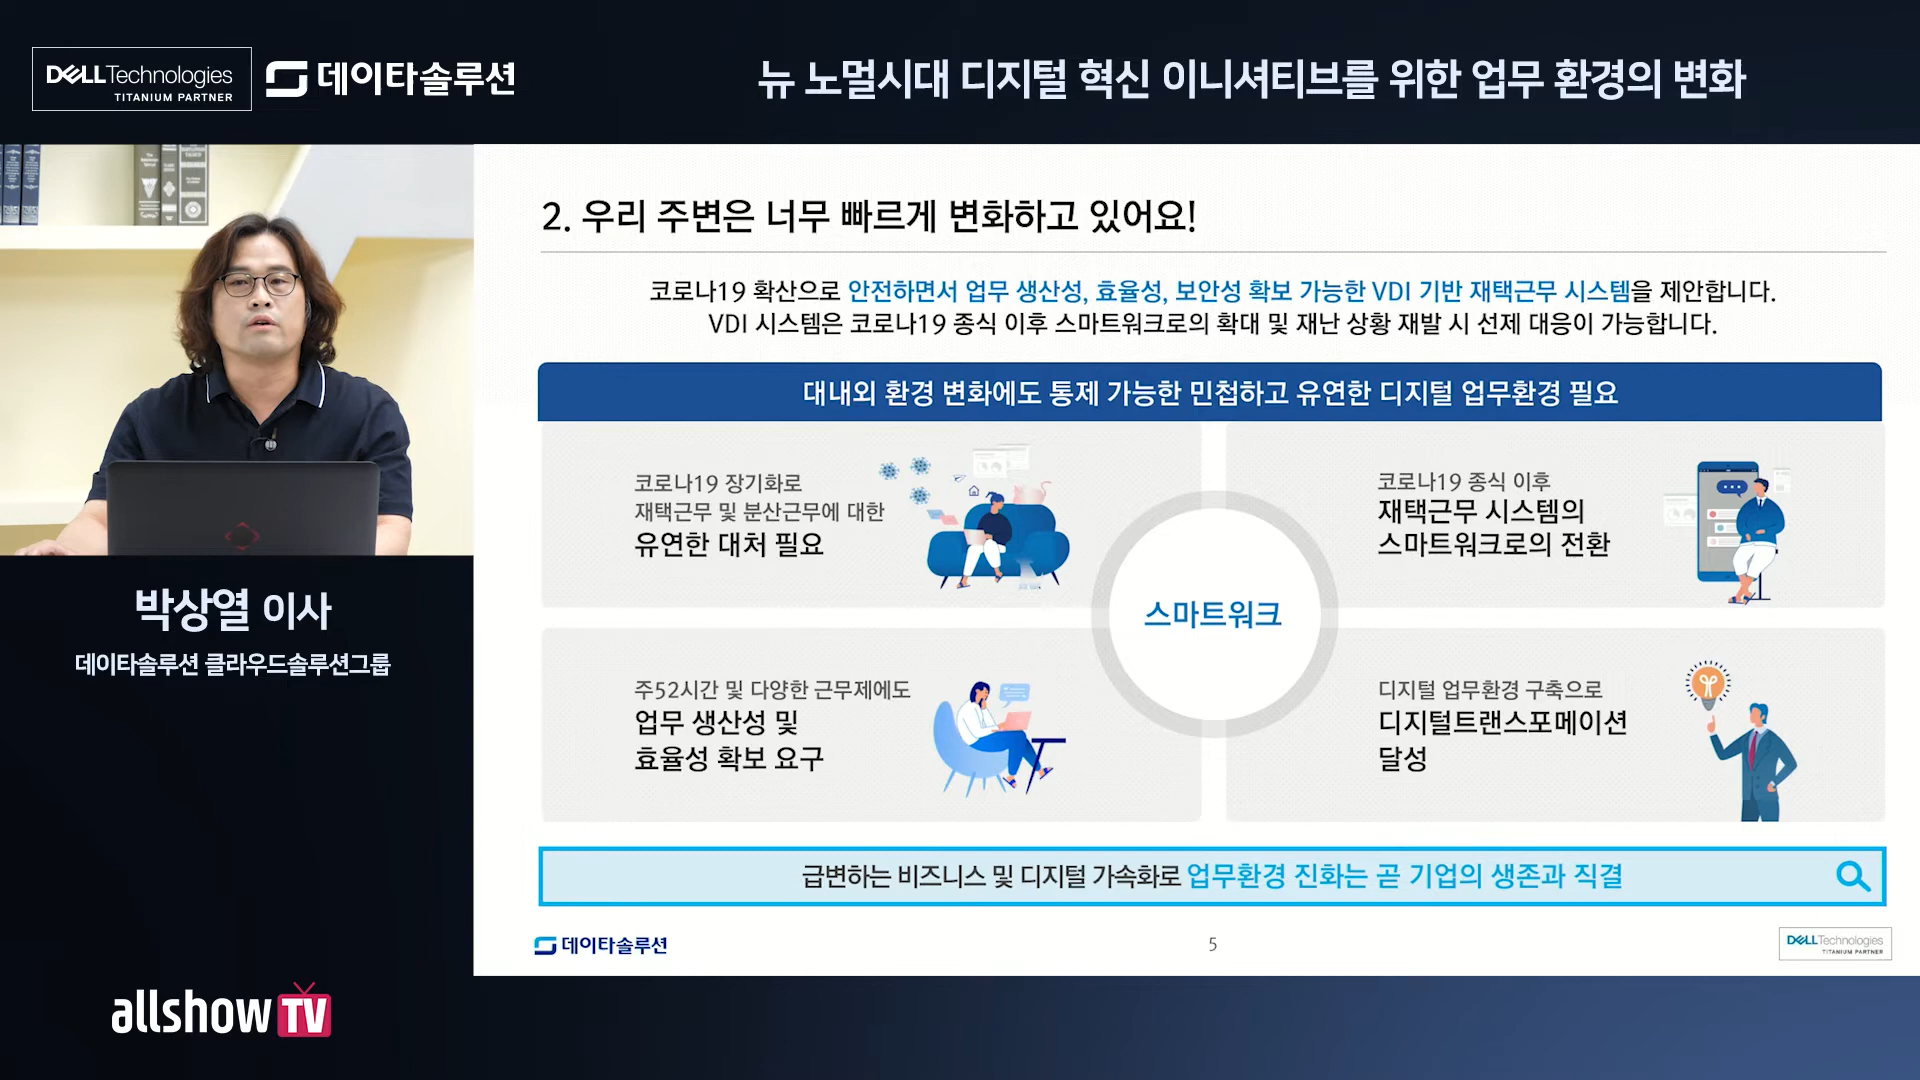 DELLTechnologies
TITANIUM PARTNER
데이타솔루션
뉴 노멀시대 디지털 혁신 이니셔티브를 위한 업무 환경의 변화
2. 우리 주변은 너무 빠르게 변화하고 있어요!
코로나19 확산으로 안전하면서 업무 생산성, 효율성, 보안성 확보 가능한 VDI 기반 재택근무 시스템을 제안합니다.
VDI 시스템은 코로나19 종식 이후 스마트워크로의 확대 및 재난 상황 재발 시 선제 대응이 가능합니다.
대내외 환경 변화에도 통제 가능한 민첩하고 유연한 디지털 업무환경 필요
코로나19 장기화로
재택근무 및 분산근무에 대한
유연한 대처 필요
코로나19 종식 이후
재택근무 시스템의
스마트워크로의 전환
스마트워크
주52시간 및 다양한 근무제에도
업무 생산성 및
효율성 확보 요구
디지털 업무환경 구축으로
디지털트랜스포메이션
달성
급변하는 비즈니스 및 디지털 가속화로 업무환경 진화는 곧 기업의 생존과 직결
데이타솔루션
5
DELLTechnologies
TITANIUM PARTNER
박상열 이사
데이타솔루션 클라우드솔루션그룹
allshowTV